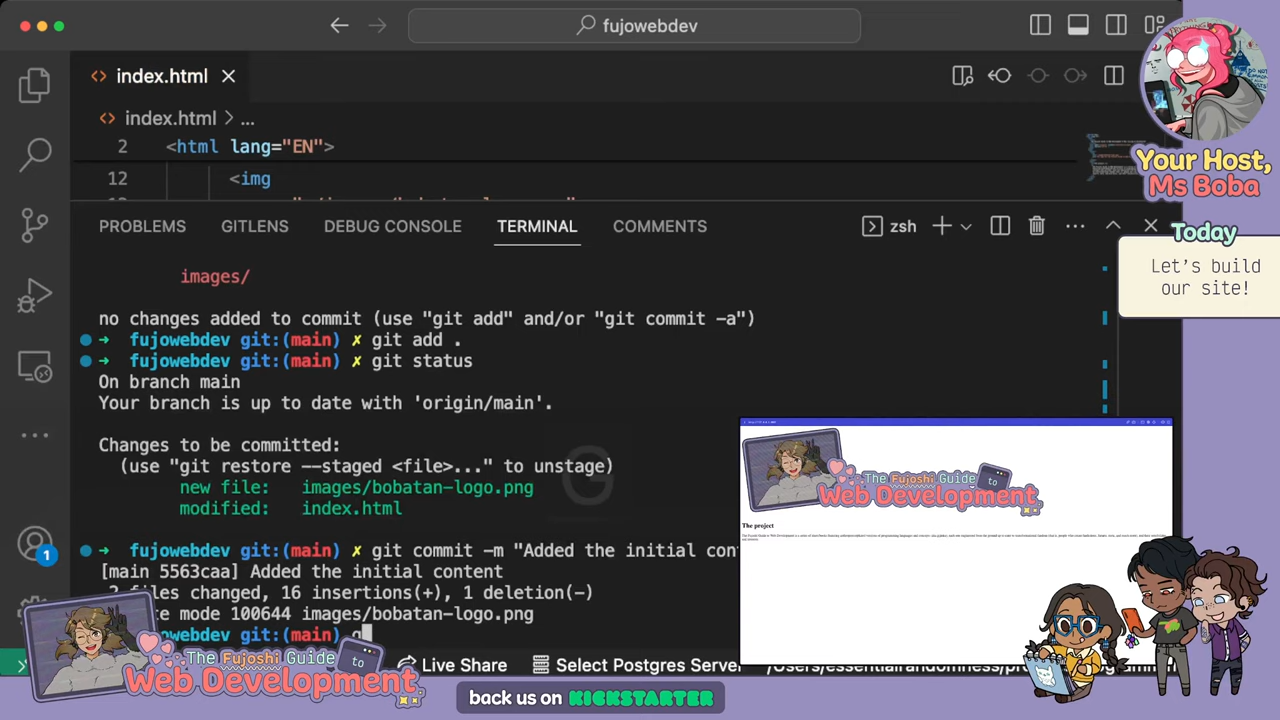 fujowebdev
index.html
index.html > ...
2 <html lang="EN">
12 <img
Your Host,
Ms Boba
Today
Let's build
our site!
PROBLEMS GITLENS DEBUG CONSOLE TERMINAL COMMENTS zsh
images/
no changes added to commit (use "git add" and/or "git commit -a")
➜ fujowebdev git:(main) ✗ git add .
➜ fujowebdev git:(main) ✗ git status
On branch main
Your branch is up to date with 'origin/main'.
Changes to be committed:
(use "git restore --staged <file>..." to unstage)
new file: images/bobatan-logo.png
modified: index.html
➜ fujowebdev git:(main) ✗ git commit -m "Added the initial con
[main 5563caa] Added the initial content
files changed, 16 insertions(+), 1 deletion(-)
mode 100644 images/bobatan-logo.png
git:(main)
G
The Fujoshi Guide to
Web Development
The project
1
Live Share Select Postgres Server
The Fujoshi Guide to
Web Development
back us on KICKSTARTER